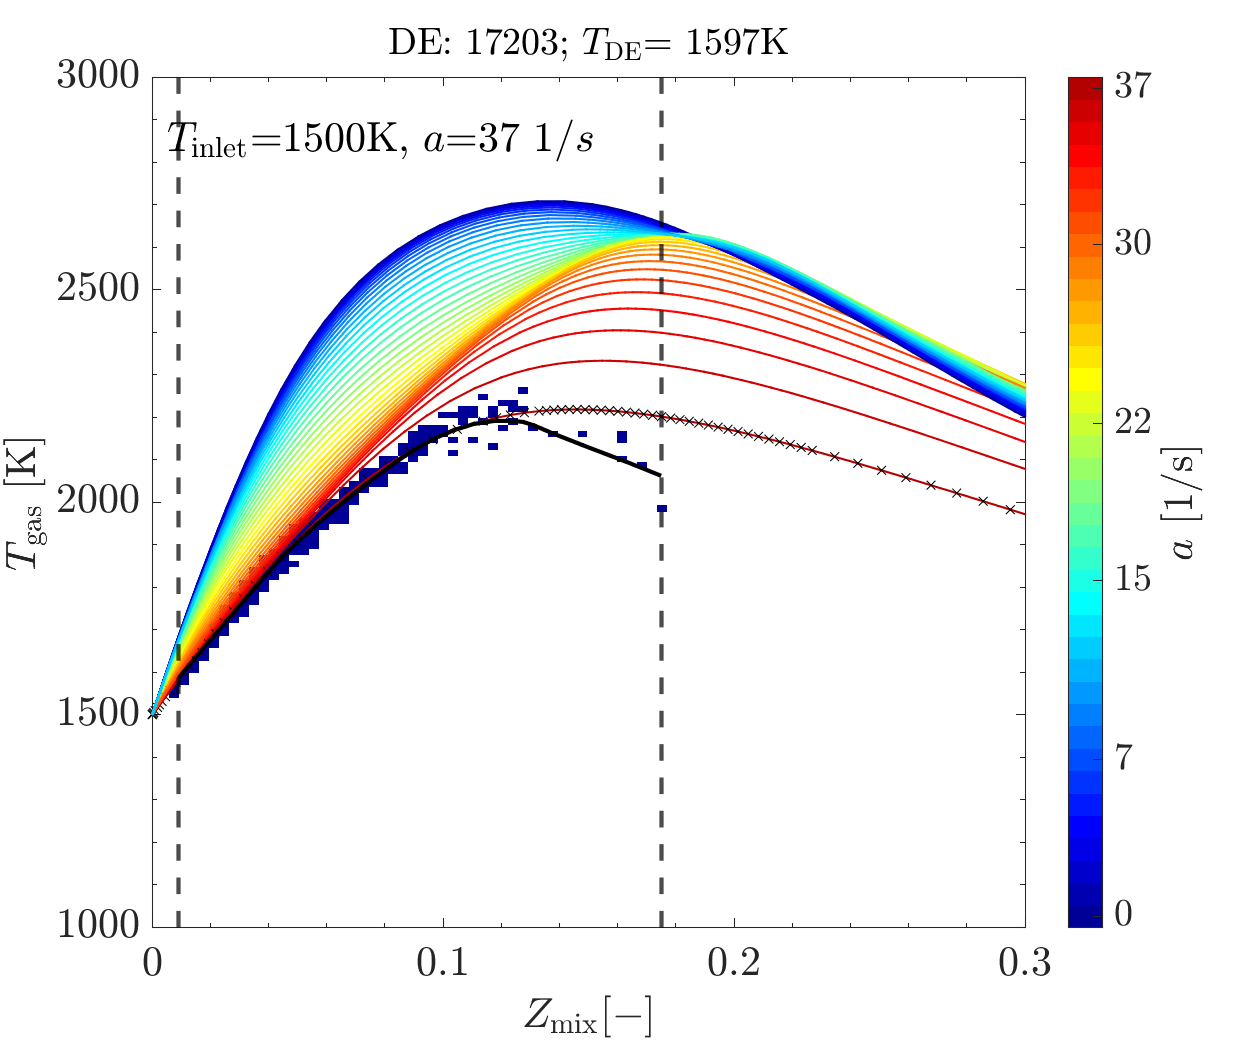 DE: 17203; T_DE= 1597K
T_inlet=1500K, a=37 1/s
3000
2500
2000
1500
1000
T_gas [K]
0 0.1 0.2 0.3
Z_mix[−]
37
30
22
15
7
0
a [1/s]